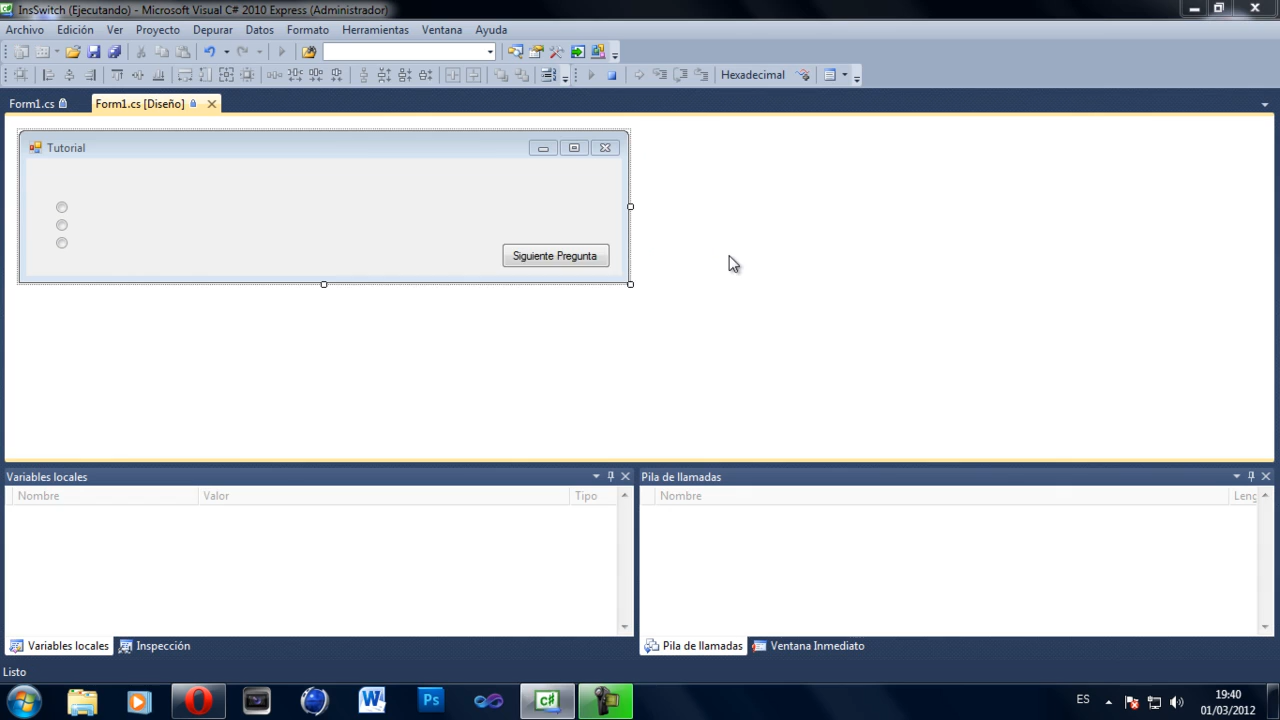 InsSwitch (Ejecutando) - Microsoft Visual C# 2010 Express (Administrador)
Archivo Edición Ver Proyecto Depurar Datos Formato Herramientas Ventana Ayuda
Hexadecimal
Form1.cs Form1.cs [Diseño]
Tutorial
Siguiente Pregunta
Variables locales
Nombre Valor Tipo
Variables locales Inspección
Pila de llamadas
Nombre Leng
Pila de llamadas Ventana Inmediato
Listo
W Ps C#
ES
19:40
01/03/2012